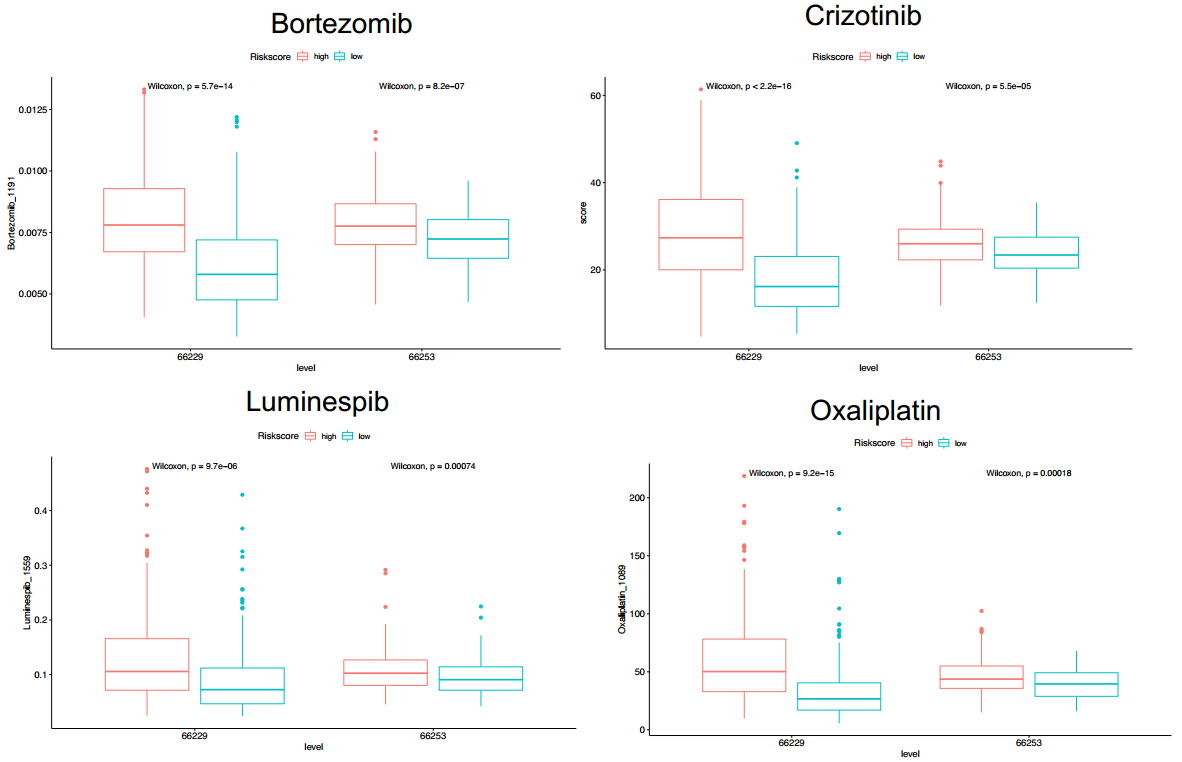 Bortezomib
Riskscore high low
Wilcoxon, p = 5.7e−14
Wilcoxon, p = 8.2e−07
Bortezomib_1191
0.0125
0.0100
0.0075
0.0050
66229
66253
level
Crizotinib
Riskscore high low
Wilcoxon, p < 2.2e−16
Wilcoxon, p = 5.5e−05
score
60
40
20
66229
66253
level
Luminespib
Riskscore high low
Wilcoxon, p = 9.7e−06
Wilcoxon, p = 0.00074
Luminespib_1559
0.4
0.3
0.2
0.1
66229
66253
level
Oxaliplatin
Riskscore high low
Wilcoxon, p = 9.2e−15
Wilcoxon, p = 0.00018
Oxaliplatin_1089
200
150
100
50
0
66229
66253
level